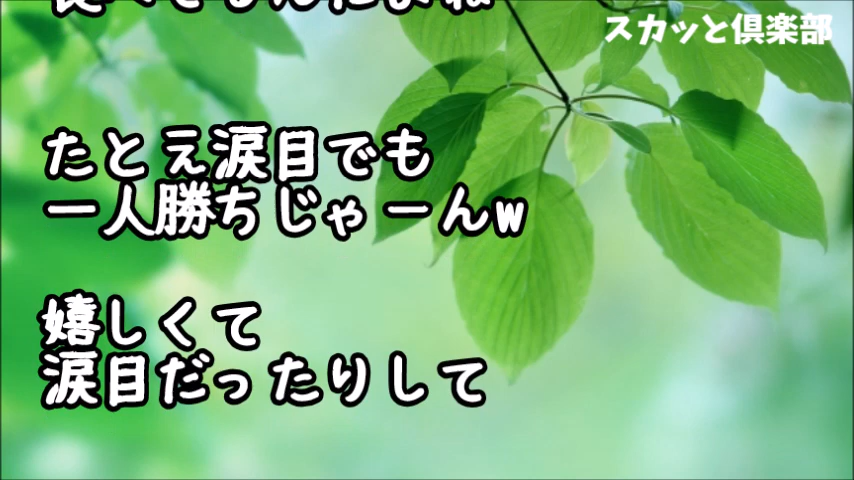 スカッと倶楽部
たとえ涙目でも
一人勝ちじゃーんw
嬉しくて
涙目だったりして